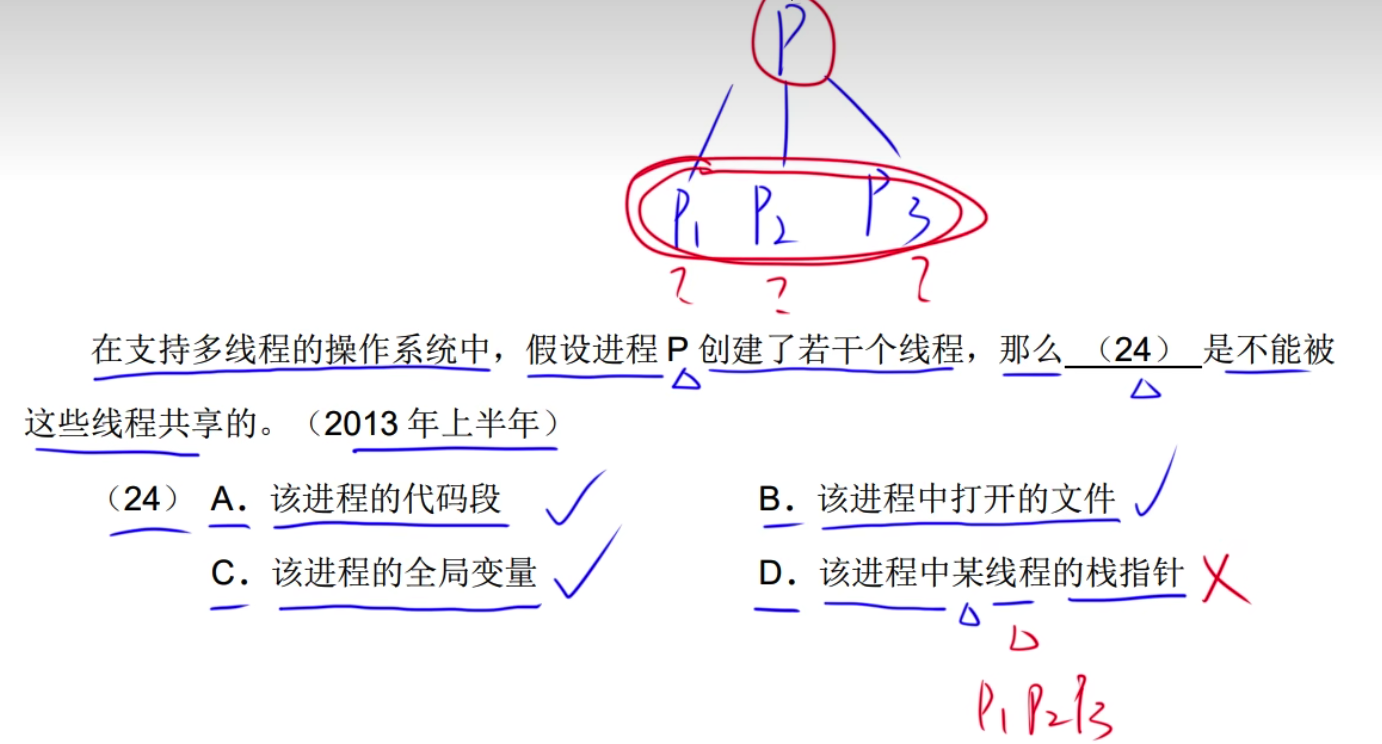 P
P1 P2 P3
? ? ?
在支持多线程的操作系统中，假设进程 P 创建了若干个线程，那么 （24） 是不能被
这些线程共享的。（2013 年上半年）
（24） A．该进程的代码段 B．该进程中打开的文件
C．该进程的全局变量 D．该进程中某线程的栈指针
P1 P2 P3